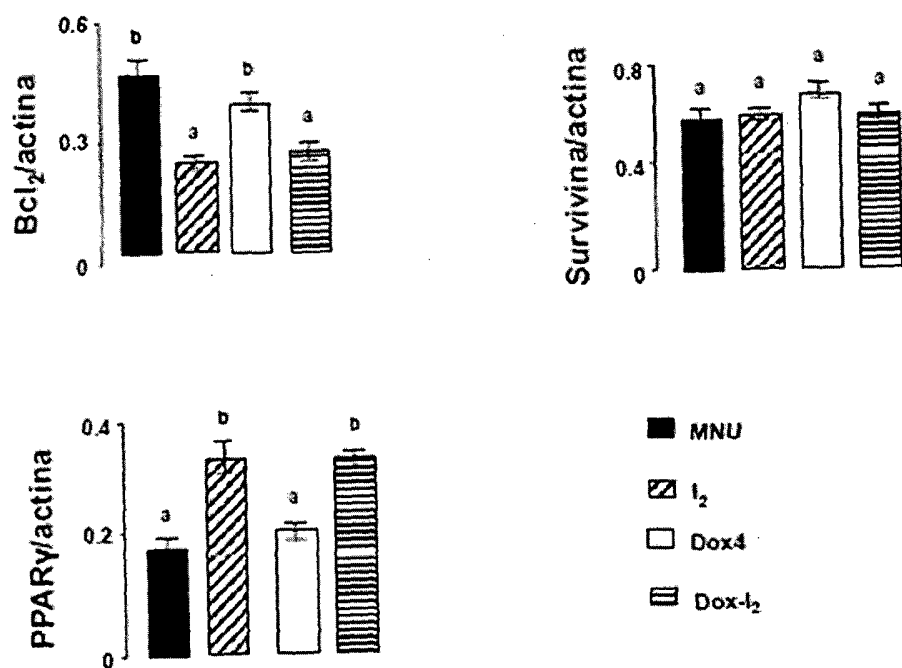 0.6
0.3
0
Bcl₂/actina
b
a
b
a
0.8
0.4
0
Survivina/actina
a
a
a
a
0.4
0.2
0
PPARγ/actina
a
b
a
b
MNU
I₂
Dox4
Dox-I₂